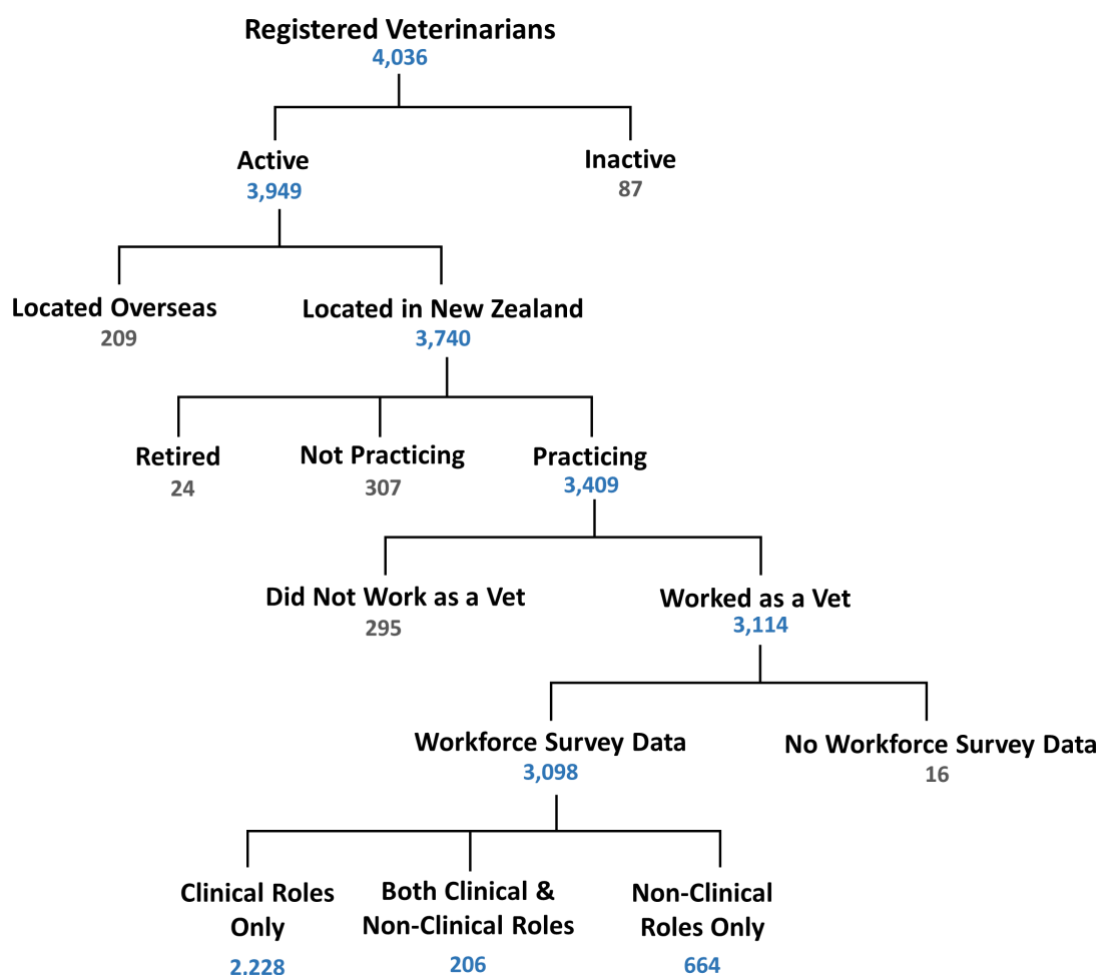 Registered Veterinarians
4,036
Active
3,949
Inactive
87
Located Overseas
209
Located in New Zealand
3,740
Retired
24
Not Practicing
307
Practicing
3,409
Did Not Work as a Vet
295
Worked as a Vet
3,114
Workforce Survey Data
3,098
No Workforce Survey Data
16
Clinical Roles
Only
2,228
Both Clinical &
Non-Clinical Roles
206
Non-Clinical
Roles Only
664